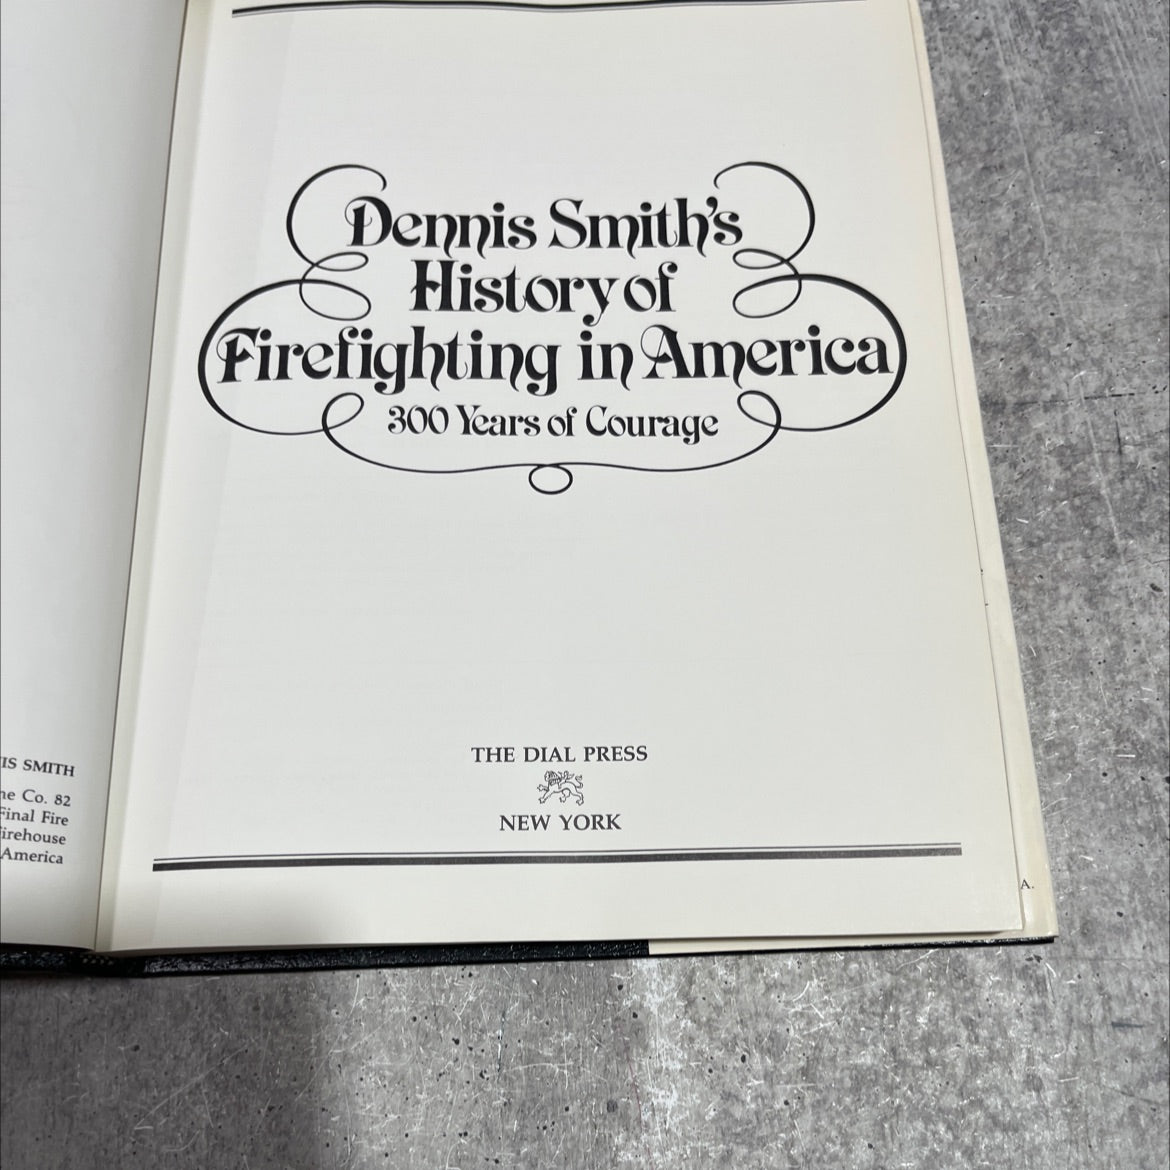 IS SMITH
ne Co. 82
Final Fire
irehouse
America
Dennis Smith's
History of
Firefighting in America
300 Years of Courage
THE DIAL PRESS
NEW YORK
A.